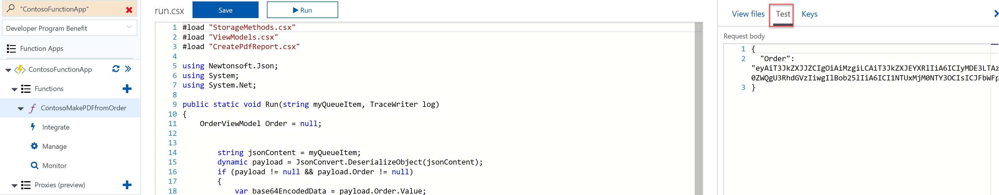 "ContosoFunctionApp"
Developer Program Benefit
Function Apps
ContosoFunctionApp
Functions
ContosoMakePDFfromOrder
Integrate
Manage
Monitor
Proxies (preview)
run.csx Save Run
1 #load "StorageMethods.csx"
2 #load "ViewModels.csx"
3 #load "CreatePdfReport.csx"
4
5 using Newtonsoft.Json;
6 using System;
7 using System.Net;
8
9 public static void Run(string myQueueItem, TraceWriter log)
10 {
11 OrderViewModel Order = null;
12
13
14 string jsonContent = myQueueItem;
15 dynamic payload = JsonConvert.DeserializeObject(jsonContent);
16 if (payload != null && payload.Order != null)
17 {
18 var base64EncodedData = payload.Order.Value;
View files Test Keys
Request body
1 {
2 "Order":
"eyAiT3JkZXJJZCIgOiAiMzgiLCAiT3JkZXJEYXRlIiA6ICIyMDE3LTAz
0ZWQgU3RhdGVzIiwgIlBob25lIiA6ICI1NTUxMjM0NTY3OCIsICJFbWFp
3 }